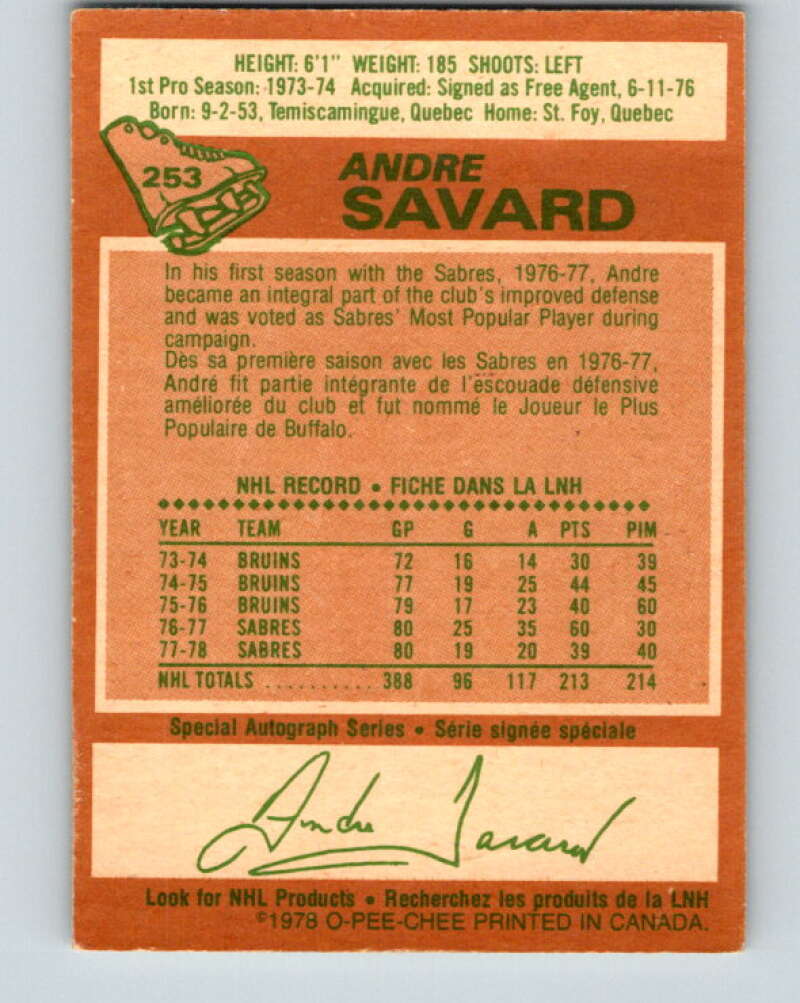 HEIGHT: 6'1" WEIGHT: 185 SHOOTS: LEFT
1st Pro Season: 1973-74 Acquired: Signed as Free Agent, 6-11-76
Born: 9-2-53, Temiscamingue, Quebec Home: St. Foy, Quebec
253
ANDRE
SAVARD
In his first season with the Sabres, 1976-77, Andre
became an integral part of the club's improved defense
and was voted as Sabres' Most Popular Player during
campaign.
Dès sa première saison avec les Sabres en 1976-77,
André fit partie intégrante de l'escouade défensive
améliorée du club et fut nommé le Joueur le Plus
Populaire de Buffalo.
NHL RECORD • FICHE DANS LA LNH
YEAR TEAM GP G A PTS PIM
73-74 BRUINS 72 16 14 30 39
74-75 BRUINS 77 19 25 44 45
75-76 BRUINS 79 17 23 40 60
76-77 SABRES 80 25 35 60 30
77-78 SABRES 80 19 20 39 40
NHL TOTALS .......... 388 96 117 213 214
Special Autograph Series • Série signée spéciale
Andre Savard
Look for NHL Products • Recherchez les produits de la LNH
©1978 O-PEE-CHEE PRINTED IN CANADA.